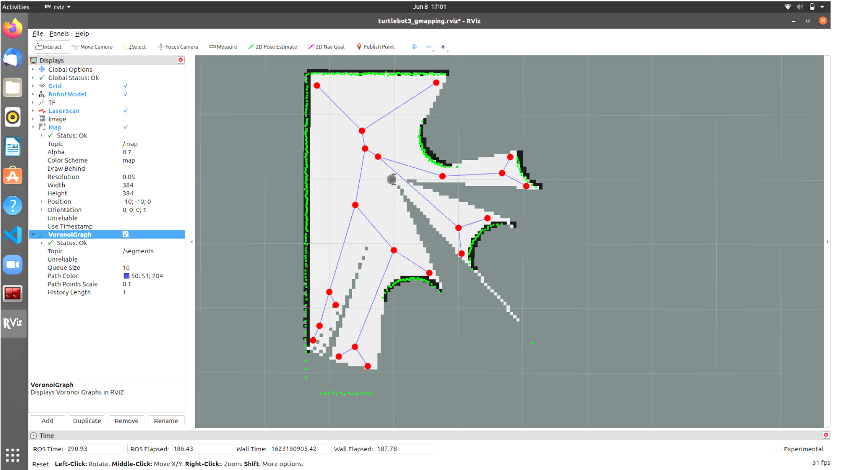 Activities
rviz
Jun 8 17:01
turtlebot3_gmapping.rviz* - RViz
File Panels Help
Interact Move Camera Select Focus Camera Measure 2D Pose Estimate 2D Nav Goal Publish Point
Displays
Global Options
Global Status: Ok
Grid
RobotModel
TF
LaserScan
Image
Map
Status: Ok
Topic /map
Alpha 0.7
Color Scheme map
Draw Behind
Resolution 0.05
Width 384
Height 384
Position -10; -10; 0
Orientation 0; 0; 0; 1
Unreliable
Use Timestamp
VoronoiGraph
Status: Ok
Topic /segments
Unreliable
Queue Size 10
Path Color 50; 51; 204
Path Points Scale 0.1
History Length 1
VoronoiGraph
Displays Voronoi Graphs in RVIZ
Add Duplicate Remove Rename
Time
ROS Time: 290.93 ROS Elapsed: 186.43 Wall Time: 1623160905.42 Wall Elapsed: 187.78 Experimental
Reset Left-Click: Rotate. Middle-Click: Move X/Y. Right-Click: Zoom. Shift: More options. 31 fps
RViz